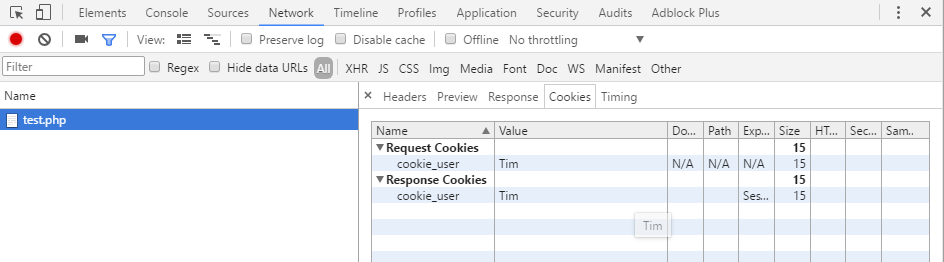 Elements Console Sources Network Timeline Profiles Application Security Audits Adblock Plus
View: Preserve log Disable cache Offline No throttling
Filter Regex Hide data URLs All XHR JS CSS Img Media Font Doc WS Manifest Other
Name
test.php
Headers Preview Response Cookies Timing
Name Value Do... Path Exp... Size HT... Sec... Sam..
Request Cookies 15
cookie_user Tim N/A N/A N/A 15
Response Cookies 15
cookie_user Tim Ses... 15
Tim